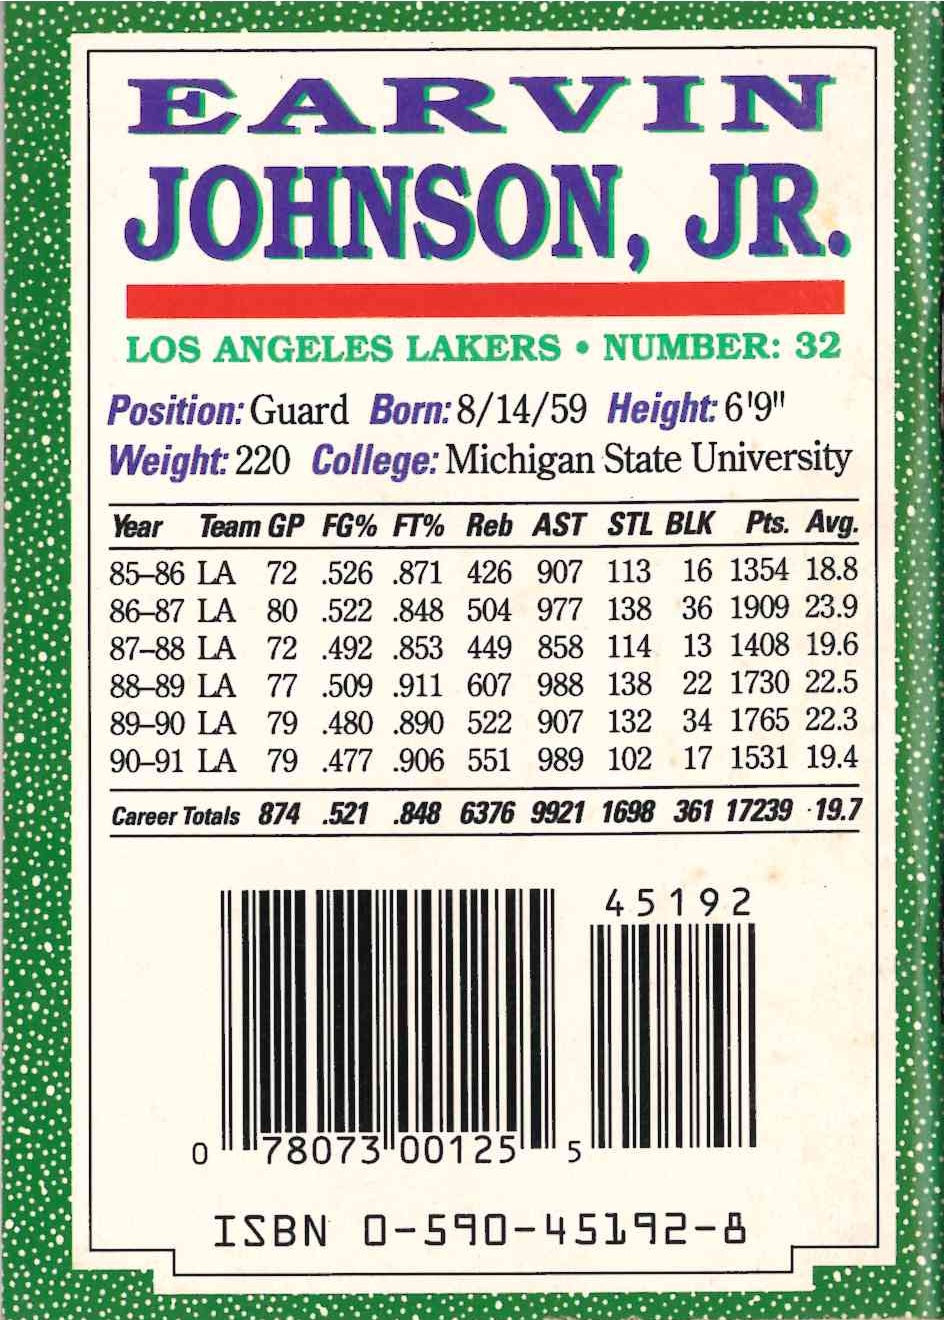 EARVIN
JOHNSON, JR.
LOS ANGELES LAKERS • NUMBER: 32
Position: Guard Born: 8/14/59 Height: 6'9"
Weight: 220 College: Michigan State University
Year Team GP FG% FT% Reb AST STL BLK Pts. Avg.
85–86 LA 72 .526 .871 426 907 113 16 1354 18.8
86–87 LA 80 .522 .848 504 977 138 36 1909 23.9
87–88 LA 72 .492 .853 449 858 114 13 1408 19.6
88–89 LA 77 .509 .911 607 988 138 22 1730 22.5
89–90 LA 79 .480 .890 522 907 132 34 1765 22.3
90–91 LA 79 .477 .906 551 989 102 17 1531 19.4
Career Totals 874 .521 .848 6376 9921 1698 361 17239 19.7
45192
0 78073 00125 5
ISBN 0-590-45192-8